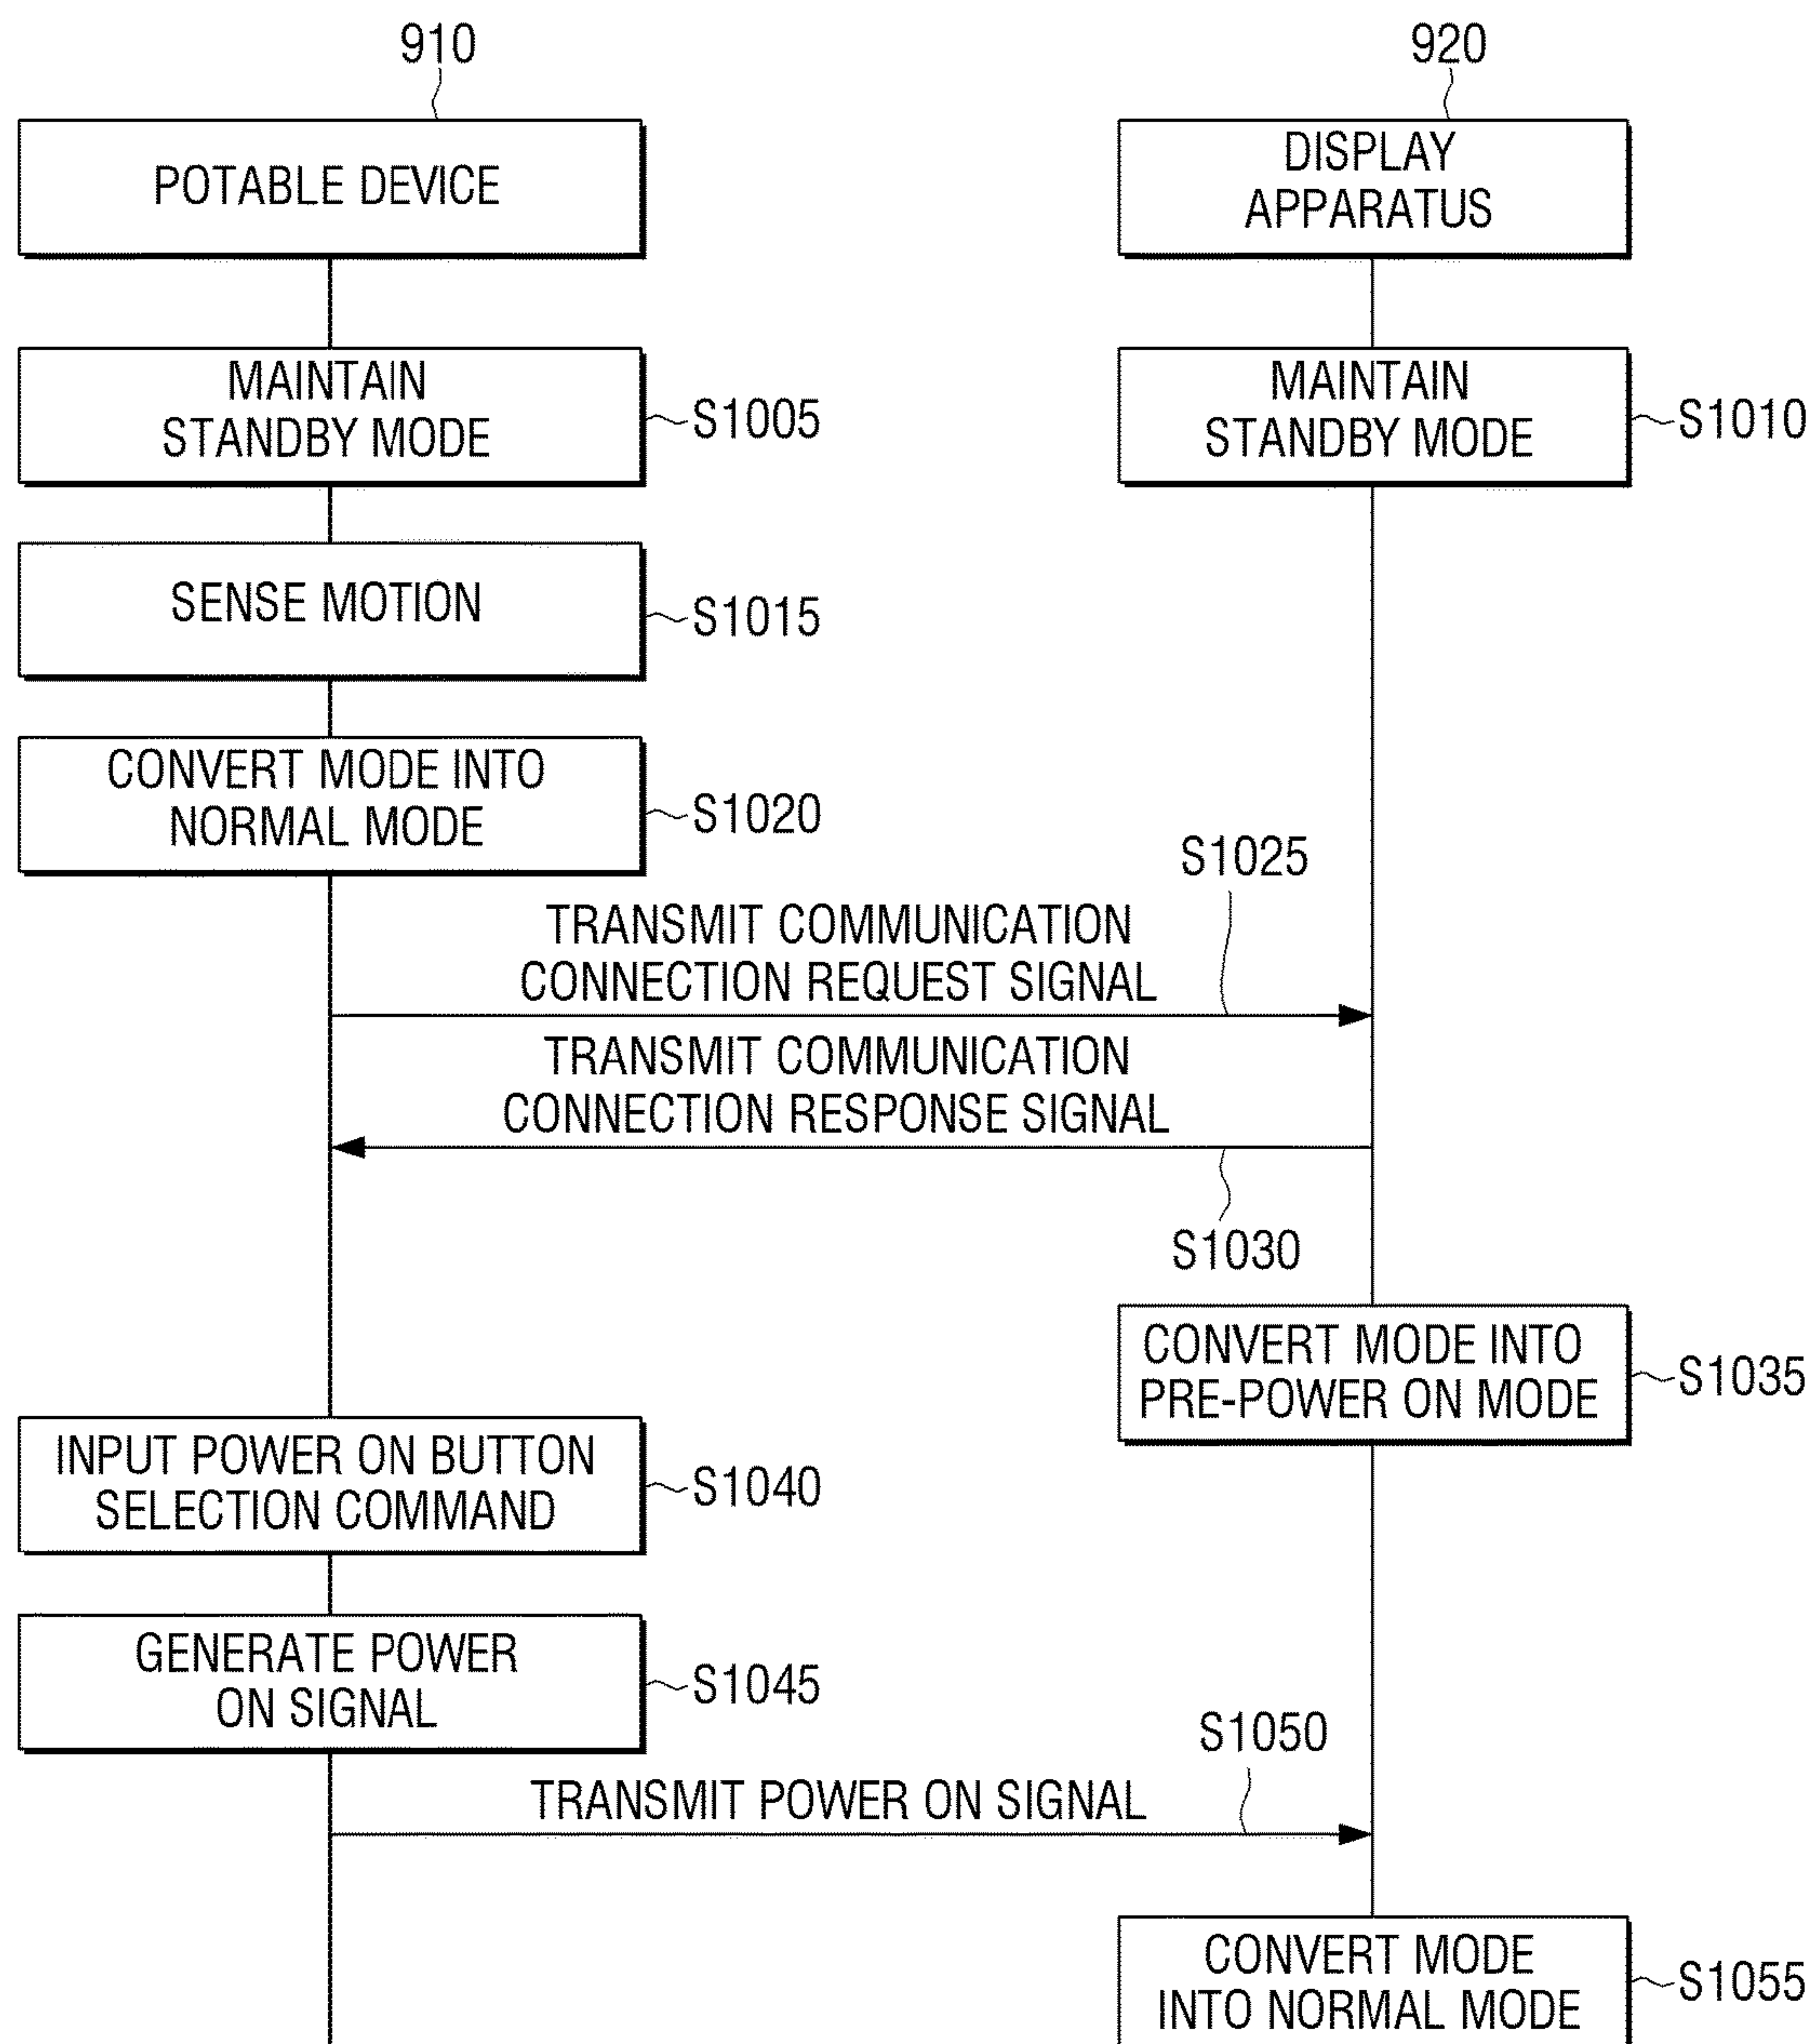 910
920
POTABLE DEVICE
DISPLAY
APPARATUS
MAINTAIN
STANDBY MODE
S1005
MAINTAIN
STANDBY MODE
S1010
SENSE MOTION
S1015
CONVERT MODE INTO
NORMAL MODE
S1020
S1025
TRANSMIT COMMUNICATION
CONNECTION REQUEST SIGNAL
TRANSMIT COMMUNICATION
CONNECTION RESPONSE SIGNAL
S1030
CONVERT MODE INTO
PRE-POWER ON MODE
S1035
INPUT POWER ON BUTTON
SELECTION COMMAND
S1040
GENERATE POWER
ON SIGNAL
S1045
S1050
TRANSMIT POWER ON SIGNAL
CONVERT MODE
INTO NORMAL MODE
S1055